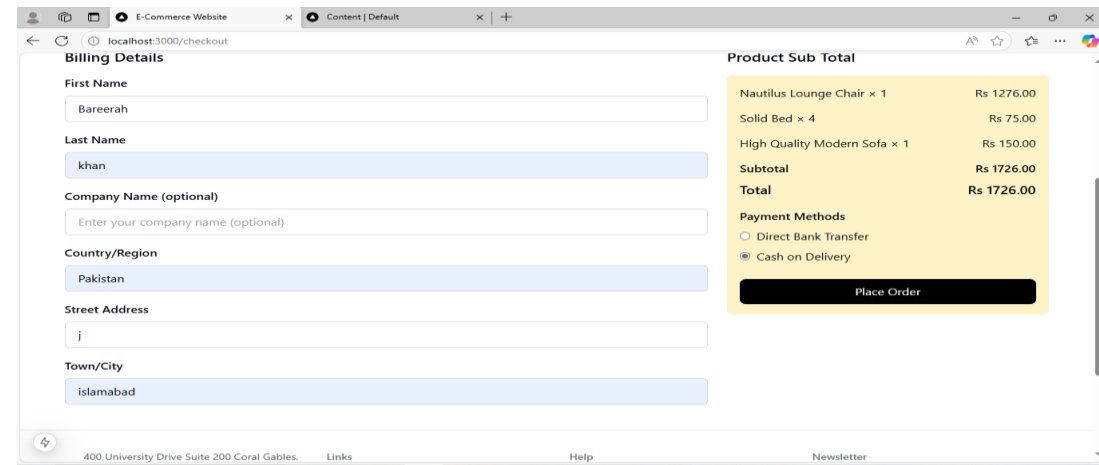 E-Commerce Website
Content | Default
localhost:3000/checkout
Billing Details
First Name
Bareerah
Last Name
khan
Company Name (optional)
Enter your company name (optional)
Country/Region
Pakistan
Street Address
j
Town/City
islamabad
Product Sub Total
Nautilus Lounge Chair × 1 Rs 1276.00
Solid Bed × 4 Rs 75.00
High Quality Modern Sofa × 1 Rs 150.00
Subtotal Rs 1726.00
Total Rs 1726.00
Payment Methods
Direct Bank Transfer
Cash on Delivery
Place Order
400 University Drive Suite 200 Coral Gables, Links Help Newsletter